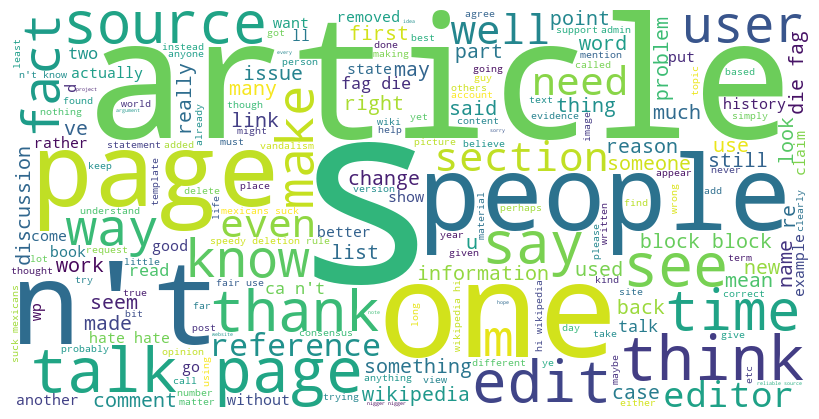 article
s
people
one
page
n't
talk page
edit
think
source
fact
user
well
need
say
see
time
know
thank
way
even
make
section
reference
editor
removed
want
ll
two
actually
n't know
found
nothing
world
though
already
might
must
yet
really
issue
many
link
ve
rather
d
statement
added
vandalism
first
part
state
fag die
right
may
said
wiki
help
picture
done
making
got
instead
anyone
person
least
idea
agree
best
going
guy
others
account
content
believe
point
support
admin
word
mention
called
thing
text
evidence
image
every
problem
put
much
history
topic
based
simply
die fag
look
claim
reason
use
someone
still
appear
never
wrong
add
clearly
name
re
example
discussion
keep
template
place
delete
understand
life
mexicans suck
change
version
show
better
list
year
given
u
material
perhaps
written
please
find
block block
term
income
book
request
lot
thought
little
good
speedy deletion rule
work
read
try
ca n't
fair use
information
used
kind
site
mean
new
correct
wp
seem
true
bit
far
made
post
consensus
hate hate
probably
opinion
using
website
note
long
m
wikipedia hi
hope
hi wikipedia
day
take
back
talk
give
suck mexicans
go
call
number
matter
another
comment
without
trying
something
anything
view
different
ye
wikipedia
nigger nigger
maybe
case
either
etc
reliable source
project
argument
sorry